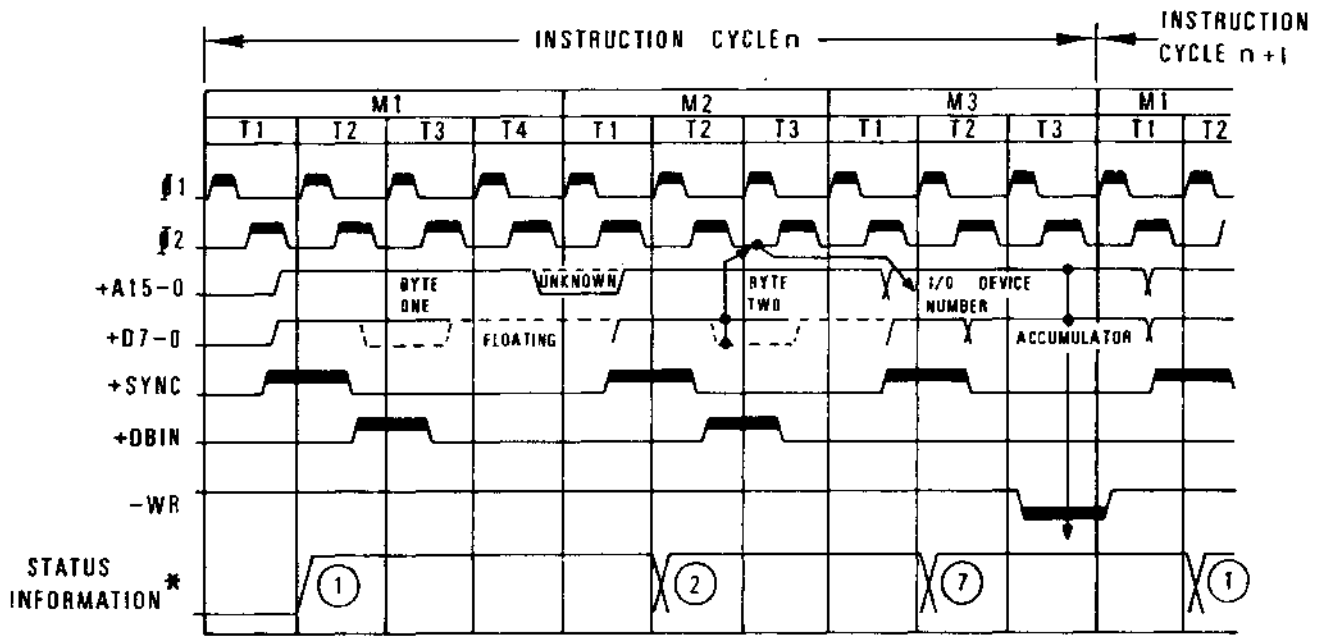 INSTRUCTION CYCLE n
INSTRUCTION
CYCLE n+1
M1 M2 M3 M1
T1 T2 T3 T4 T1 T2 T3 T1 T2 T3 T1 T2
ϕ1
ϕ2
+A15-0
BYTE
ONE
UNKNOWN
BYTE
TWO
I/O DEVICE
NUMBER
+D7-0
FLOATING
ACCUMULATOR
+SYNC
+DBIN
-WR
STATUS
INFORMATION*
1 2 7 1